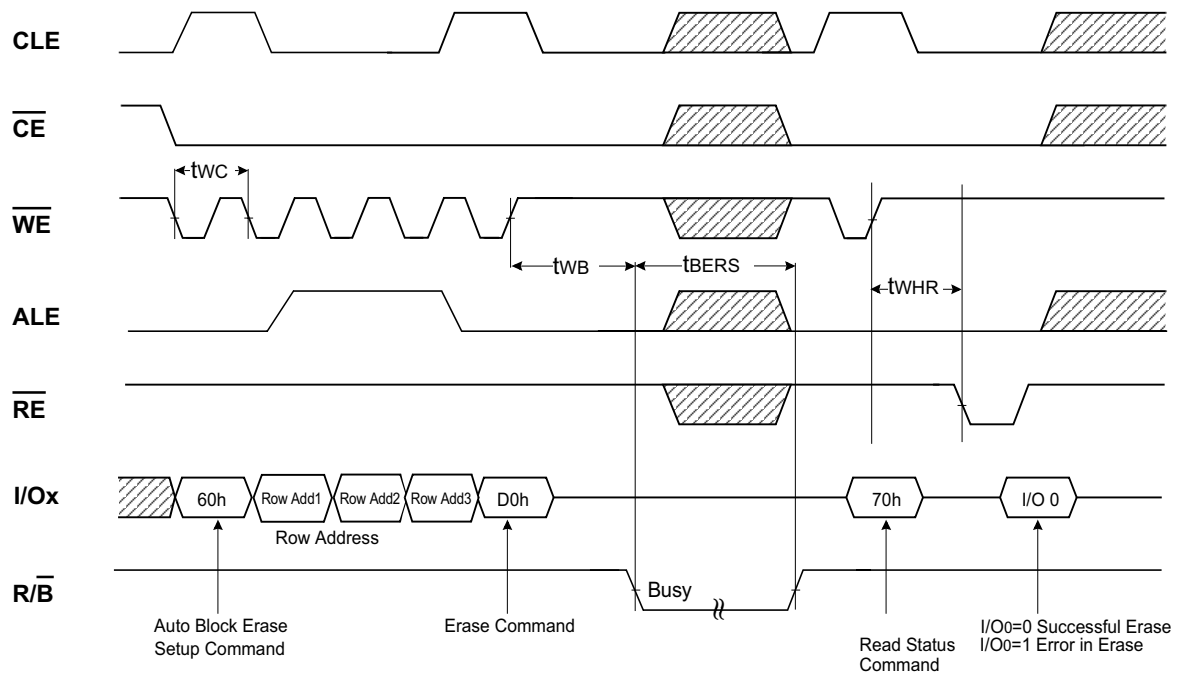 CLE
CE
tWC
WE
tWB
tBERS
tWHR
ALE
RE
I/Ox
60h
Row Add1
Row Add2
Row Add3
D0h
70h
I/O 0
Row Address
R/B
Busy
Auto Block Erase
Setup Command
Erase Command
Read Status
Command
I/O0=0 Successful Erase
I/O0=1 Error in Erase